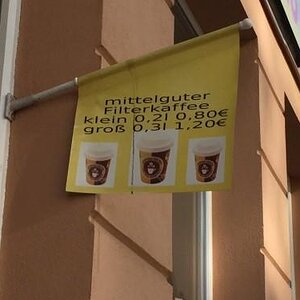 mittelguter
Filterkaffee
klein 0,2l 0,80€
groß 0,3l 1,20€